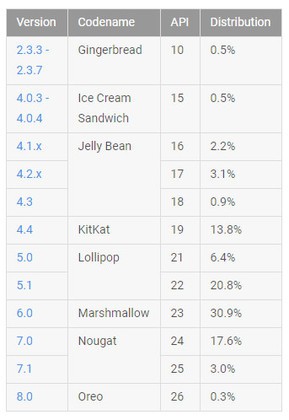 Version Codename API Distribution
2.3.3 - Gingerbread 10 0.5%
2.3.7
4.0.3 - Ice Cream 15 0.5%
4.0.4 Sandwich
4.1.x Jelly Bean 16 2.2%
4.2.x 17 3.1%
4.3 18 0.9%
4.4 KitKat 19 13.8%
5.0 Lollipop 21 6.4%
5.1 22 20.8%
6.0 Marshmallow 23 30.9%
7.0 Nougat 24 17.6%
7.1 25 3.0%
8.0 Oreo 26 0.3%